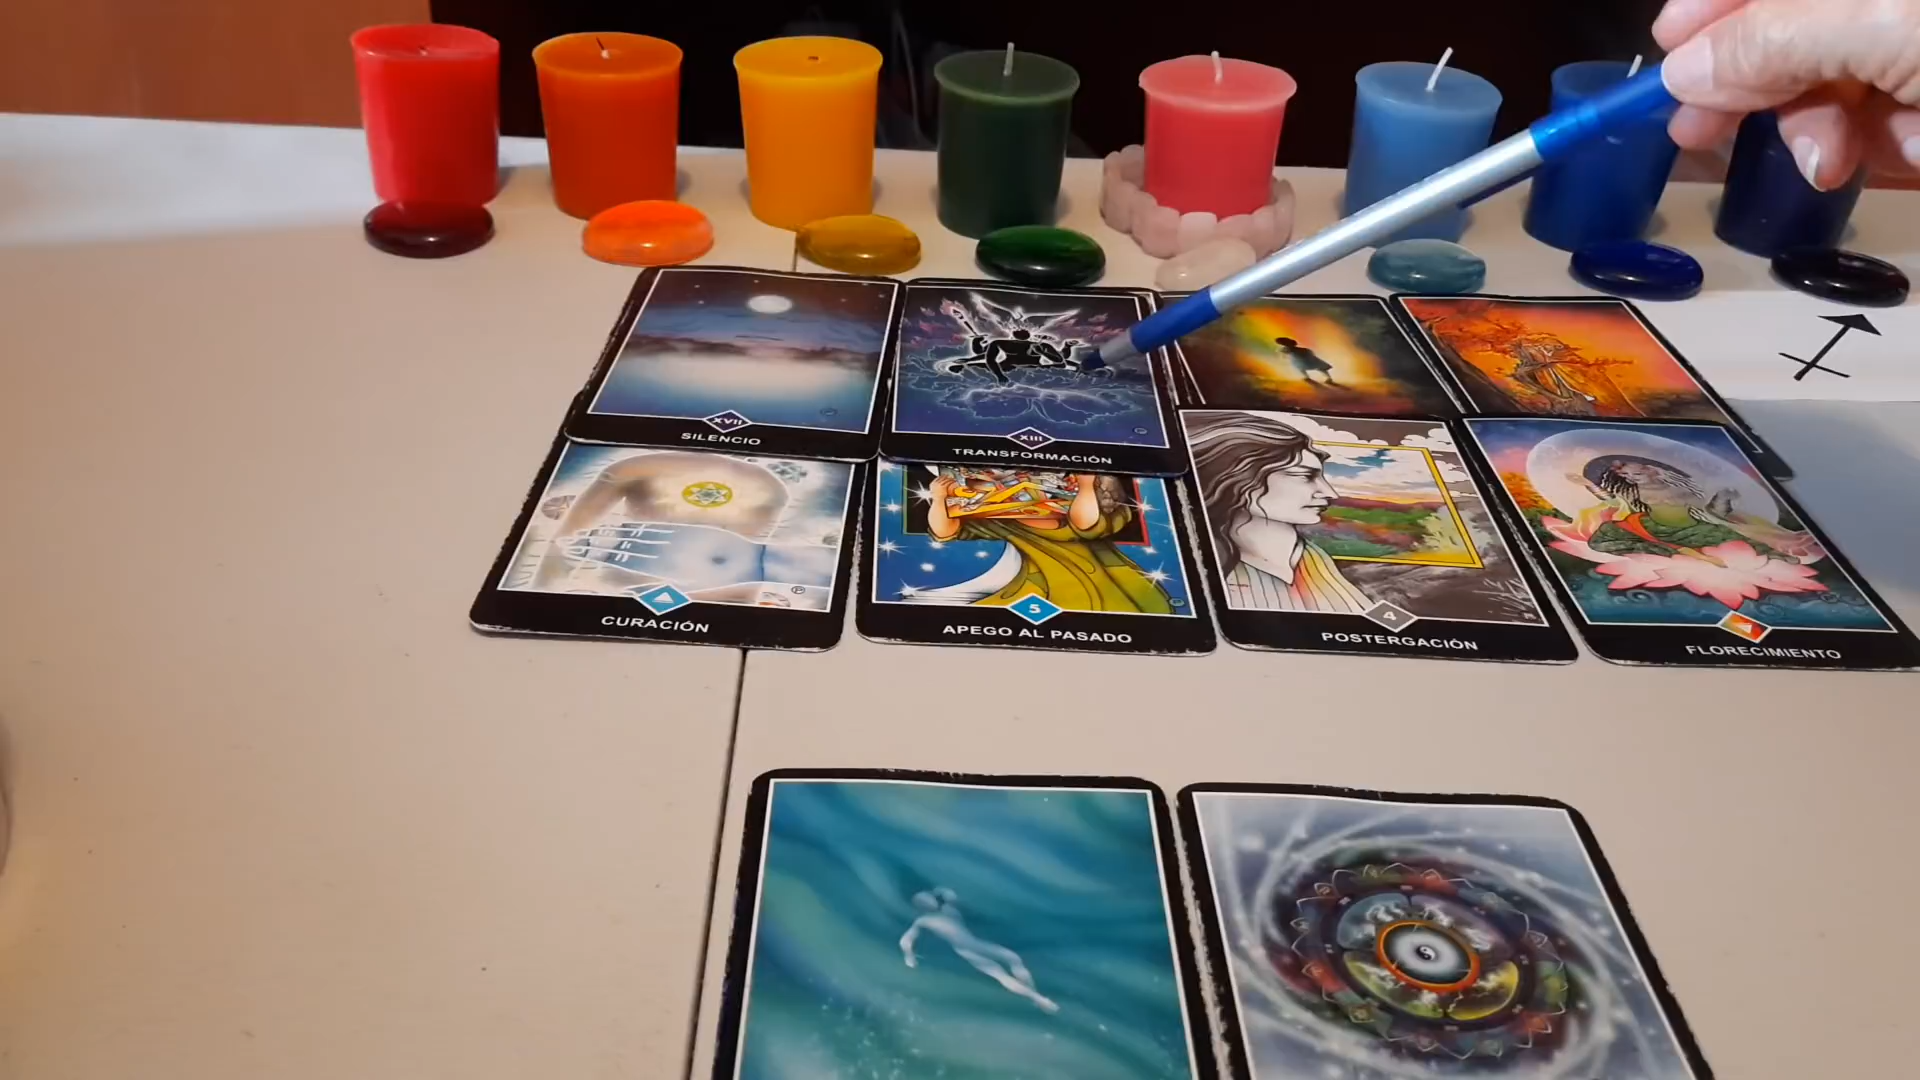 XVII
SILENCIO
XIII
TRANSFORMACIÓN
CURACIÓN
5
APEGO AL PASADO
4
POSTERGACIÓN
FLORECIMIENTO